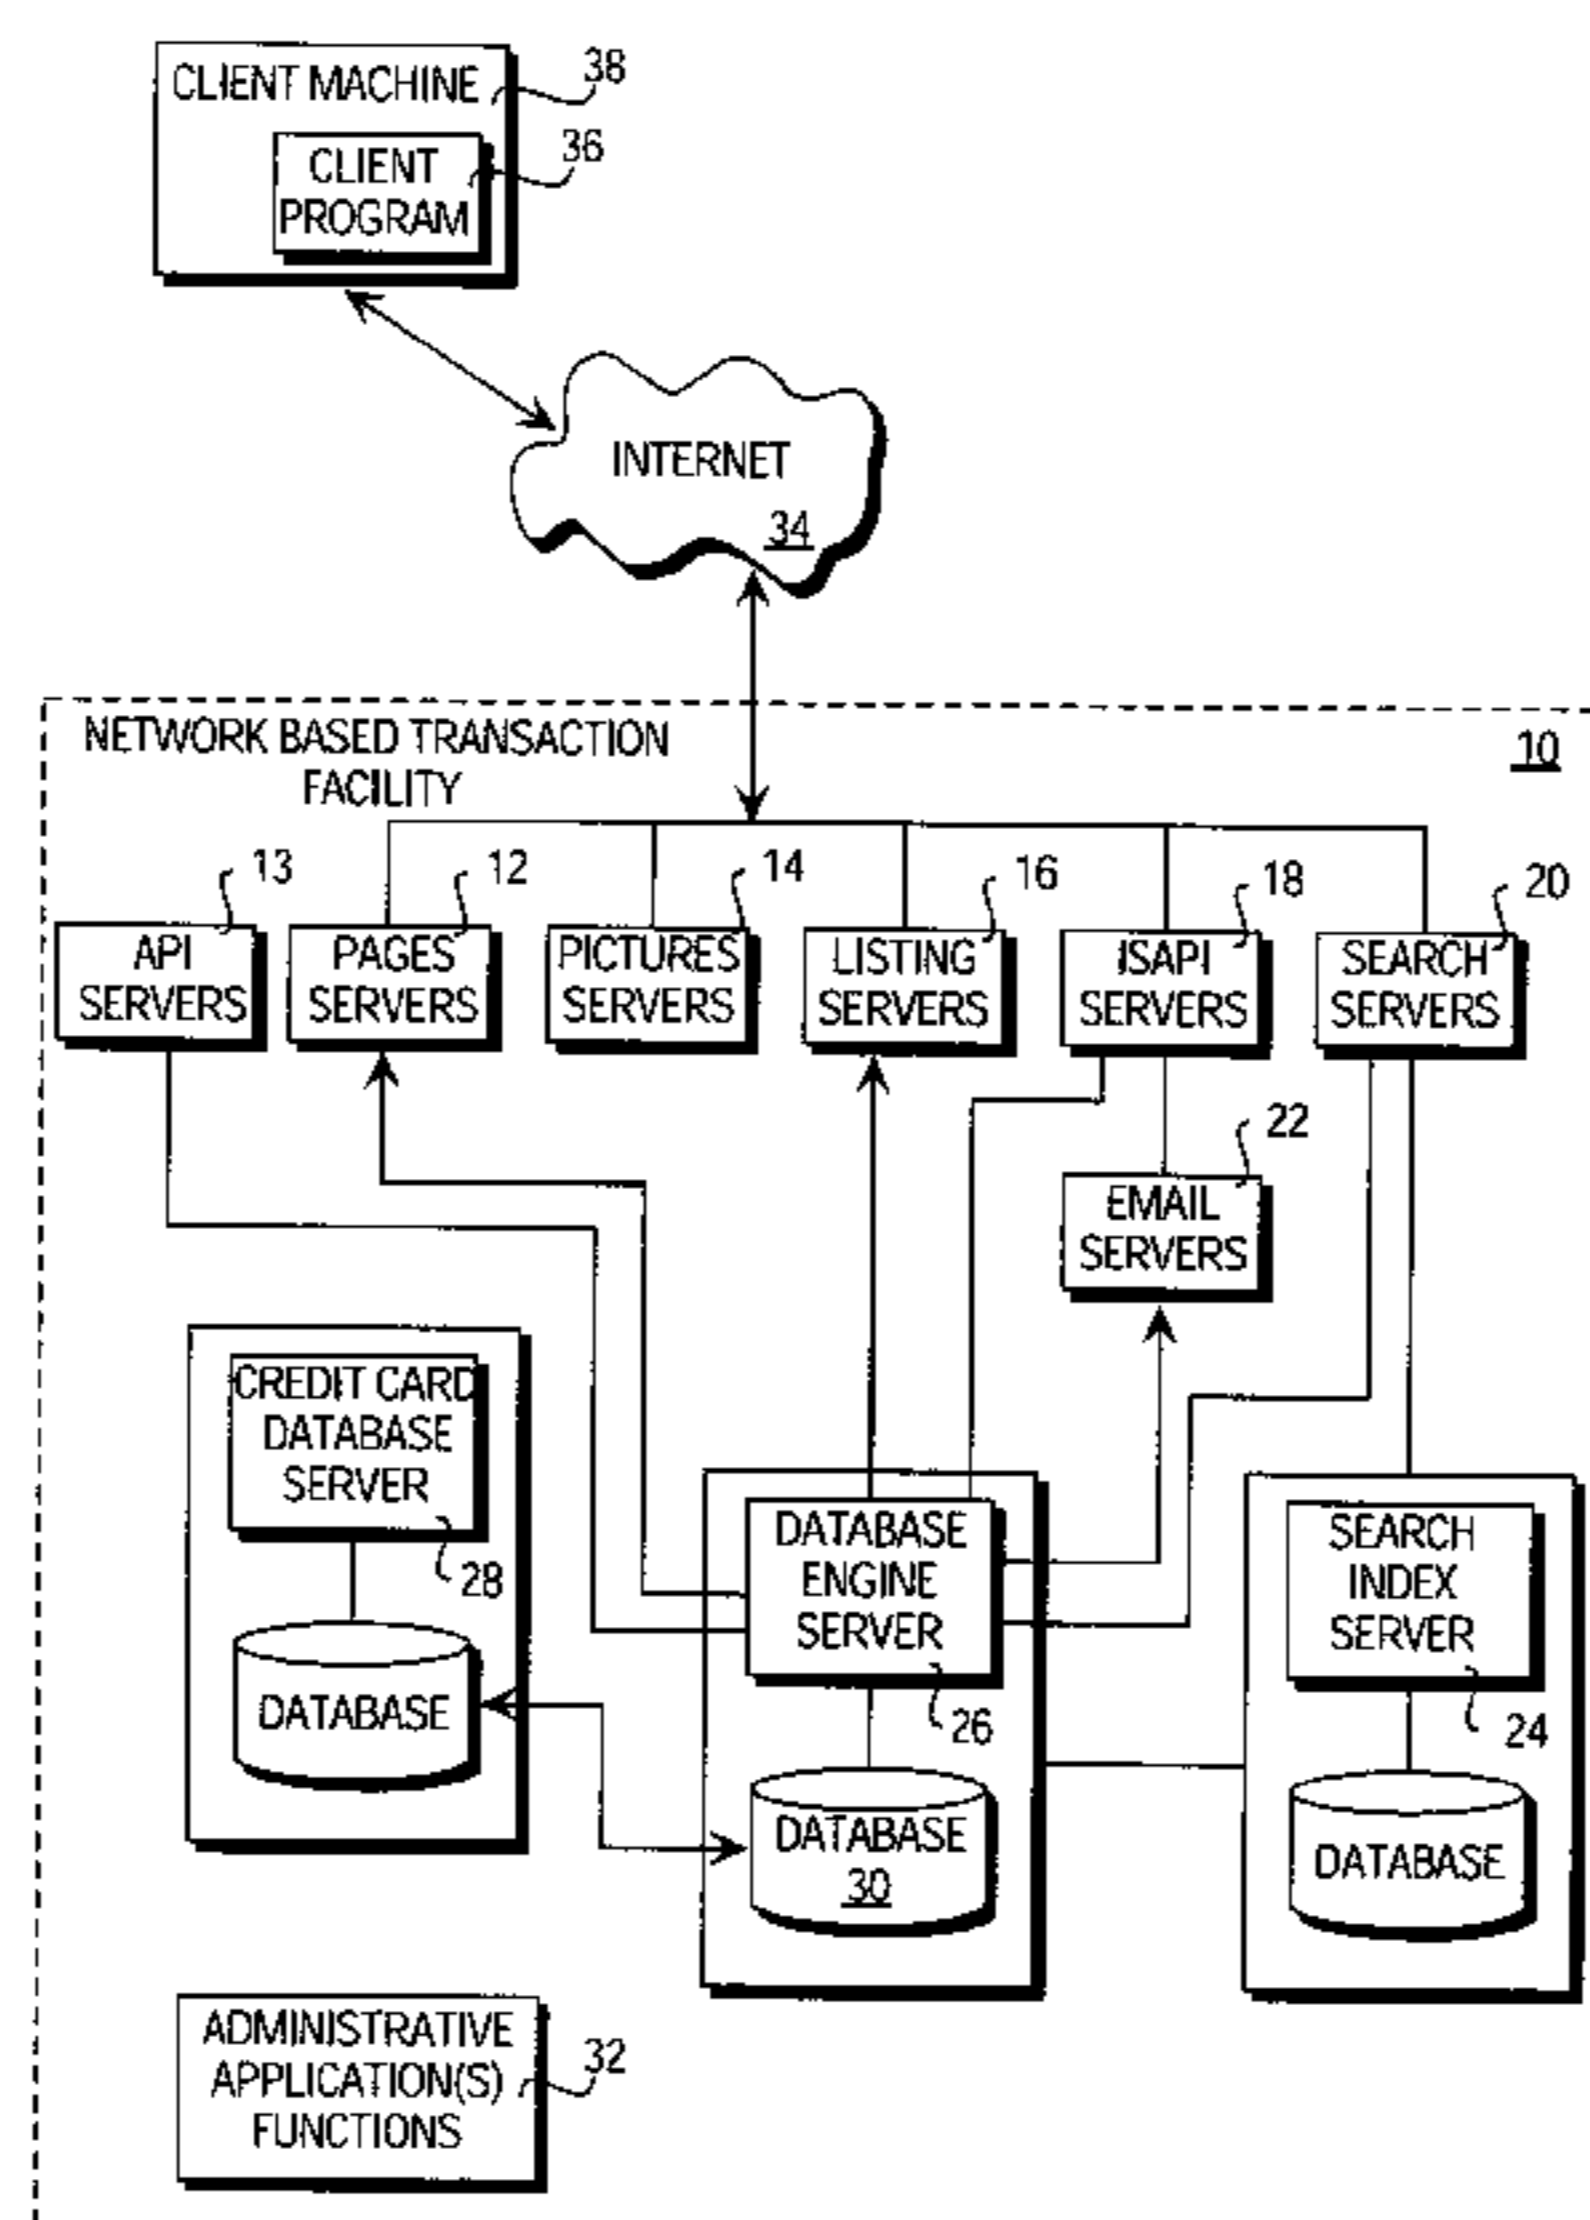 CLIENT MACHINE
38
CLIENT
PROGRAM
36
INTERNET
34
NETWORK BASED TRANSACTION
FACILITY
10
13
12
14
16
18
20
API
SERVERS
PAGES
SERVERS
PICTURES
SERVERS
LISTING
SERVERS
ISAPI
SERVERS
SEARCH
SERVERS
22
EMAIL
SERVERS
CREDIT CARD
DATABASE
SERVER
28
DATABASE
DATABASE
ENGINE
SERVER
26
DATABASE
30
SEARCH
INDEX
SERVER
24
DATABASE
ADMINISTRATIVE
APPLICATION(S)
FUNCTIONS
32